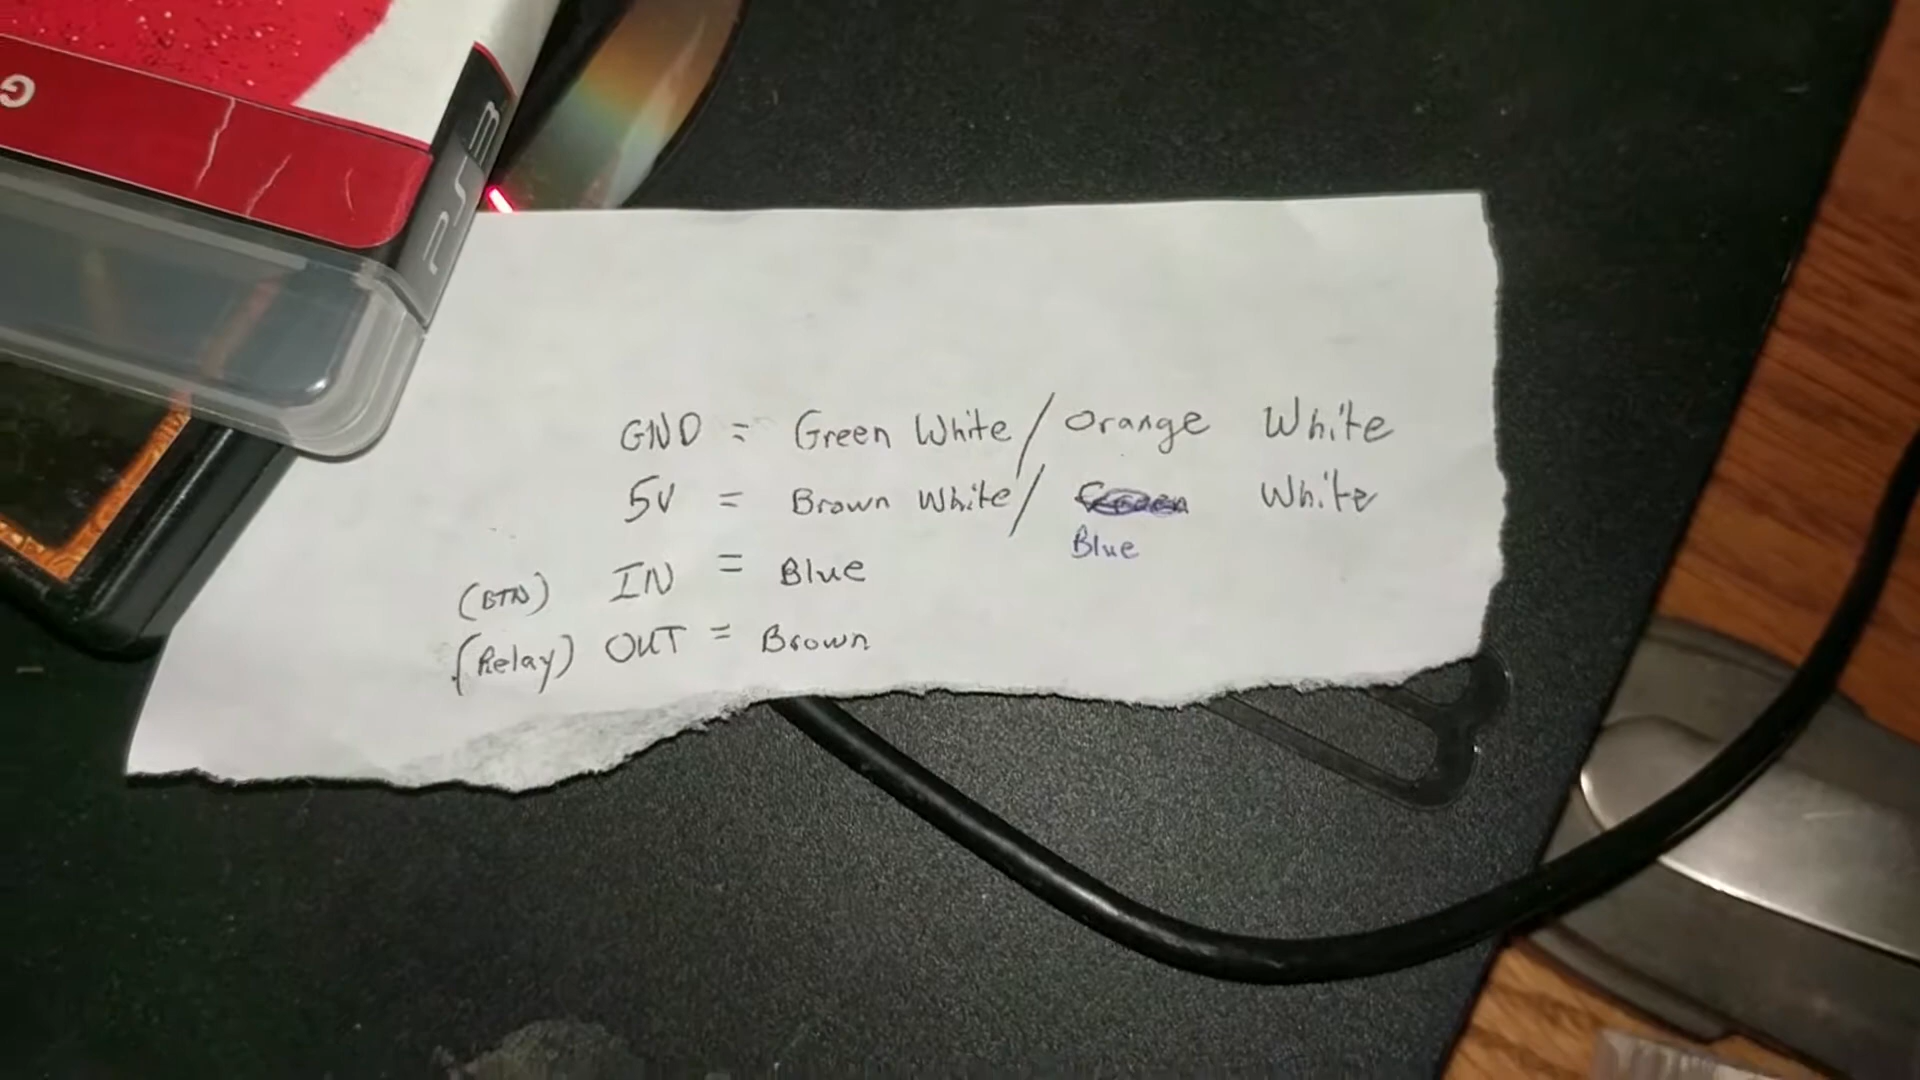 G
PS3
GND = Green White / Orange White
5V = Brown White / White
Blue
(BTN) IN = Blue
(Relay) OUT = Brown